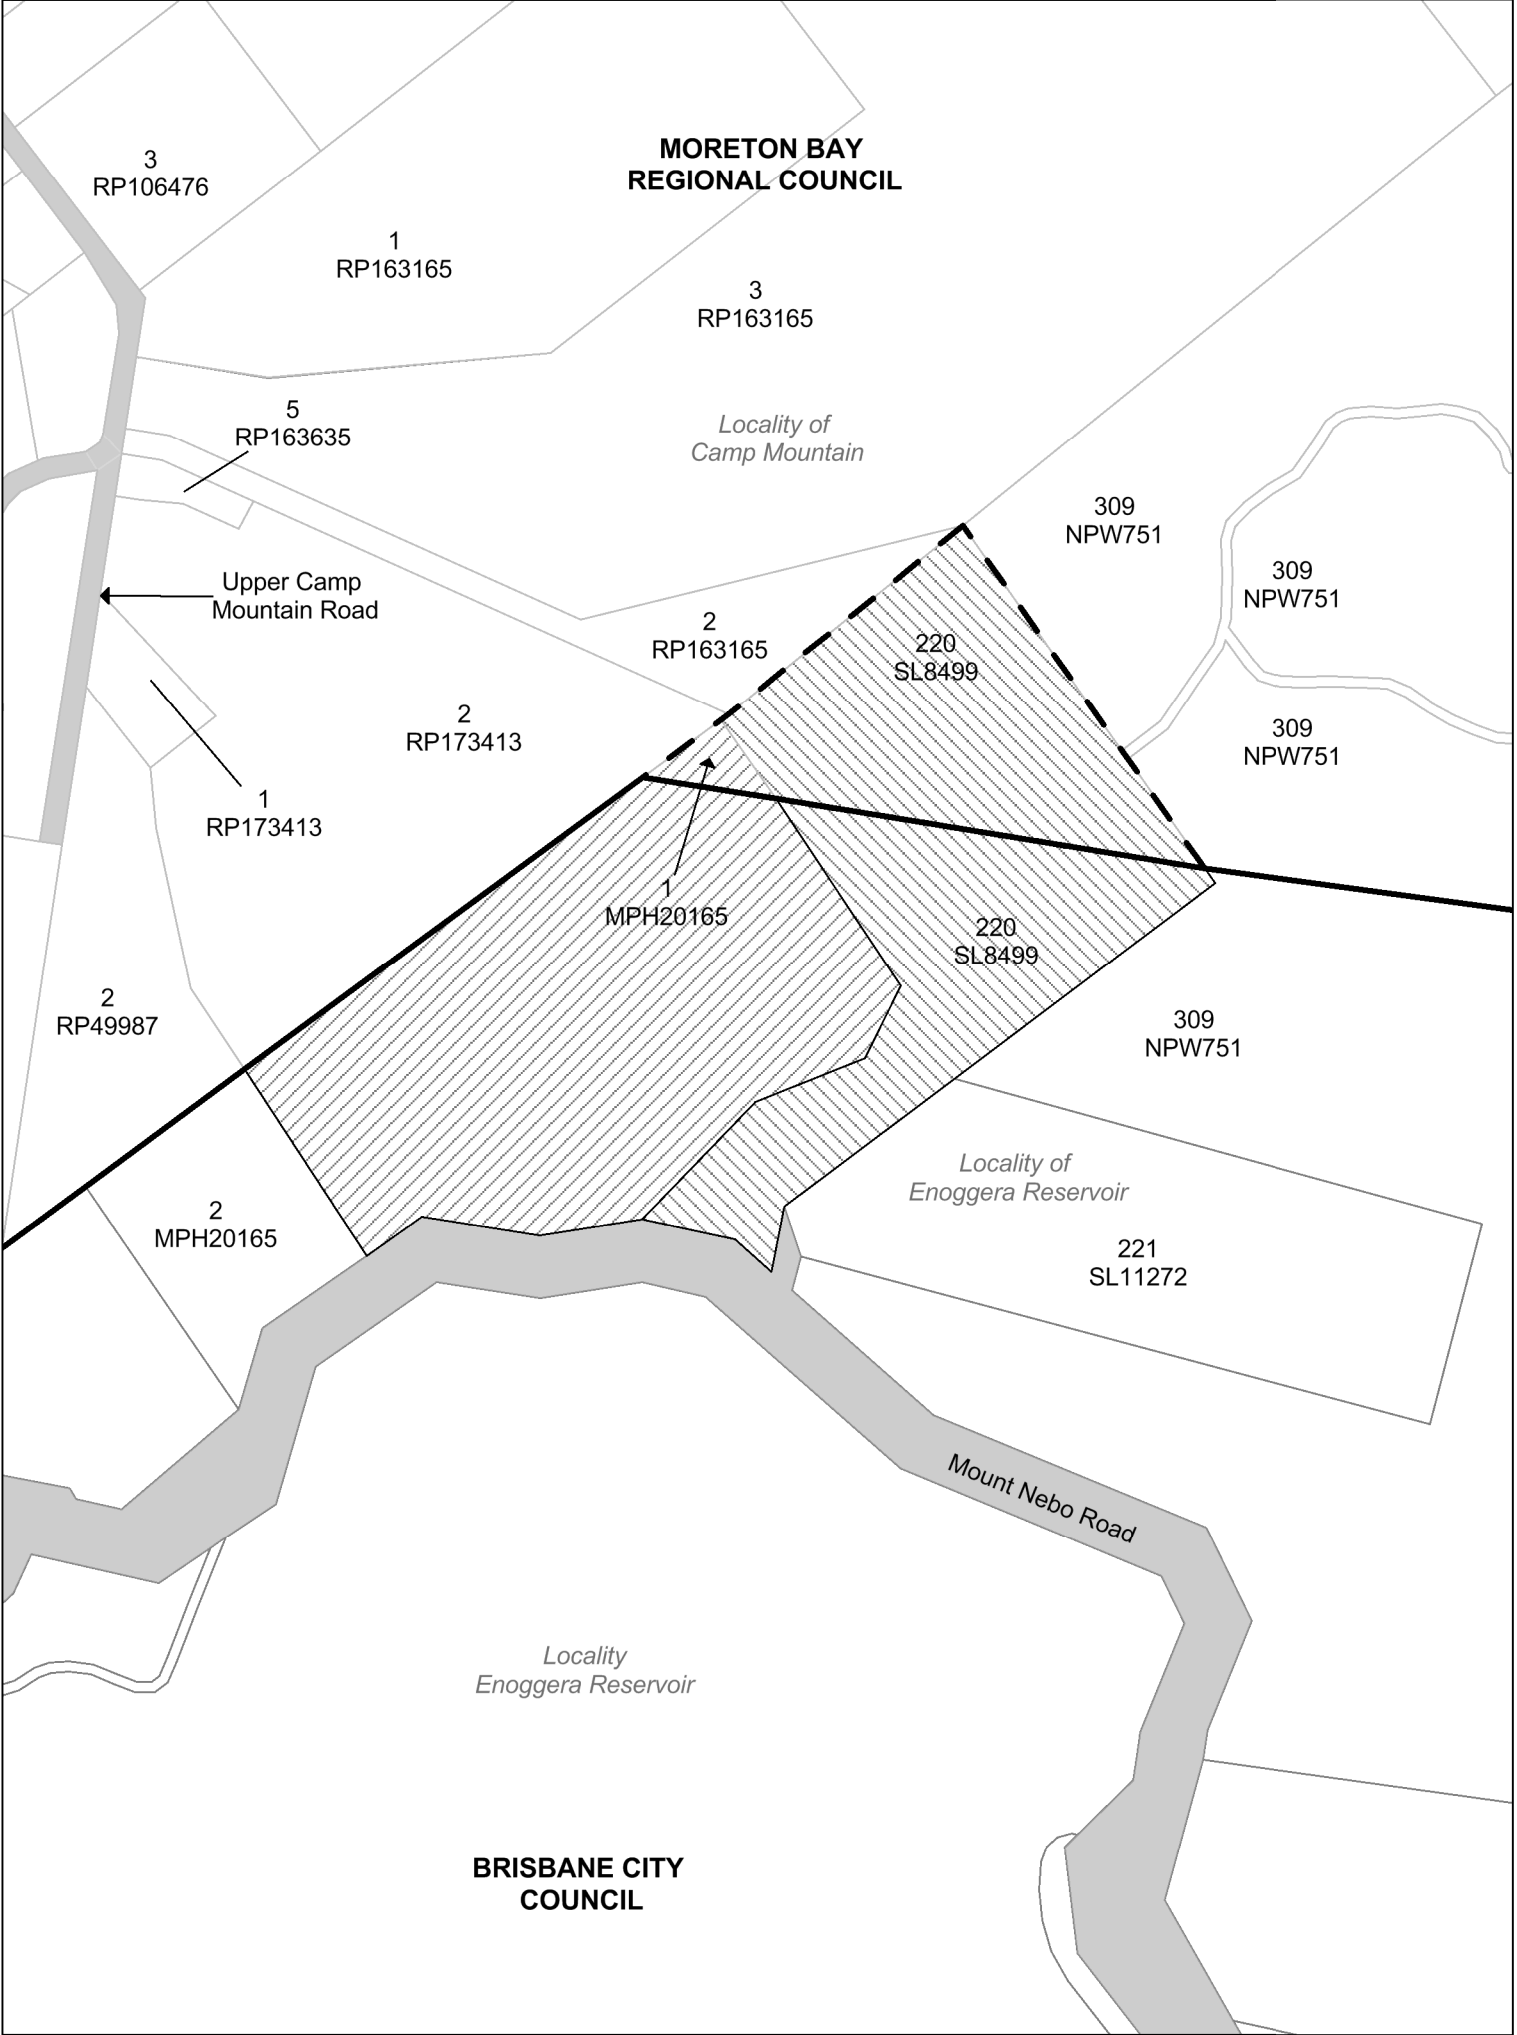 MORETON BAY
REGIONAL COUNCIL
3
RP106476
1
RP163165
3
RP163165
5
RP163635
Locality of
Camp Mountain
309
NPW751
309
NPW751
Upper Camp
Mountain Road
2
RP163165
220
SL8499
2
RP173413
309
NPW751
1
RP173413
1
MPH20165
220
SL8499
2
RP49987
309
NPW751
Locality of
Enoggera Reservoir
2
MPH20165
221
SL11272
Mount Nebo Road
Locality
Enoggera Reservoir
BRISBANE CITY
COUNCIL